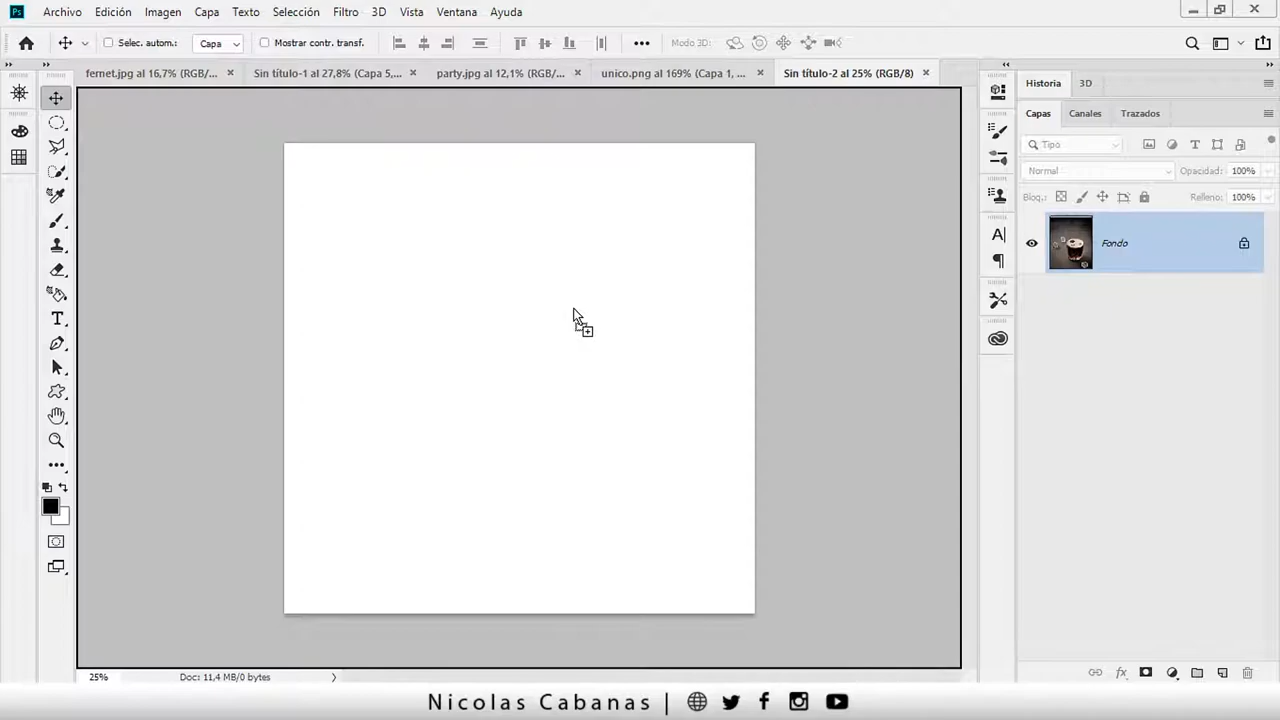 Archivo Edición Imagen Capa Texto Selección Filtro 3D Vista Ventana Ayuda
Selec. autom.: Capa Mostrar contr. transf. Modo 3D:
fernet.jpg al 16,7% (RGB/... Sin título-1 al 27,8% (Capa 5,... party.jpg al 12,1% (RGB/... unico.png al 169% (Capa 1, ... Sin título-2 al 25% (RGB/8)
Historia 3D
Capas Canales Trazados
Tipo
Normal Opacidad: 100%
Bloq.: Relleno: 100%
Fondo
25% Doc: 11,4 MB/0 bytes
Nicolas Cabanas |